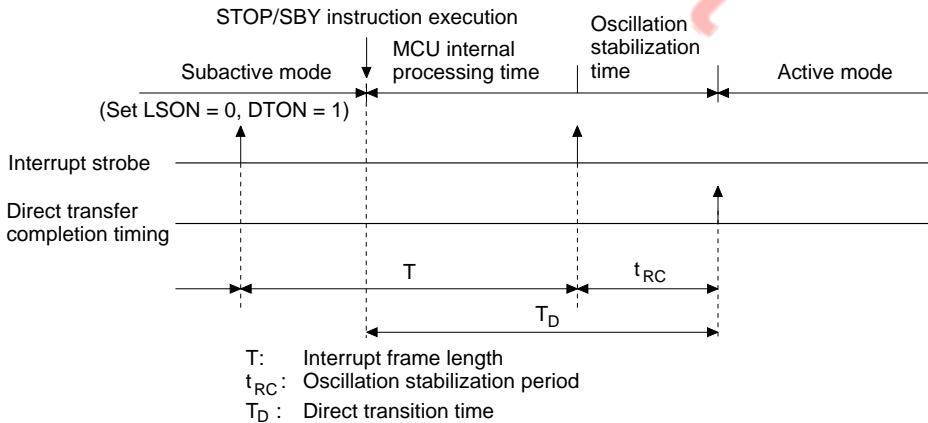 STOP/SBY instruction execution
Oscillation
stabilization
time
MCU internal
processing time
Subactive mode
Active mode
(Set LSON = 0, DTON = 1)
Interrupt strobe
Direct transfer
completion timing
T
tRC
TD
T: Interrupt frame length
tRC : Oscillation stabilization period
TD : Direct transition time